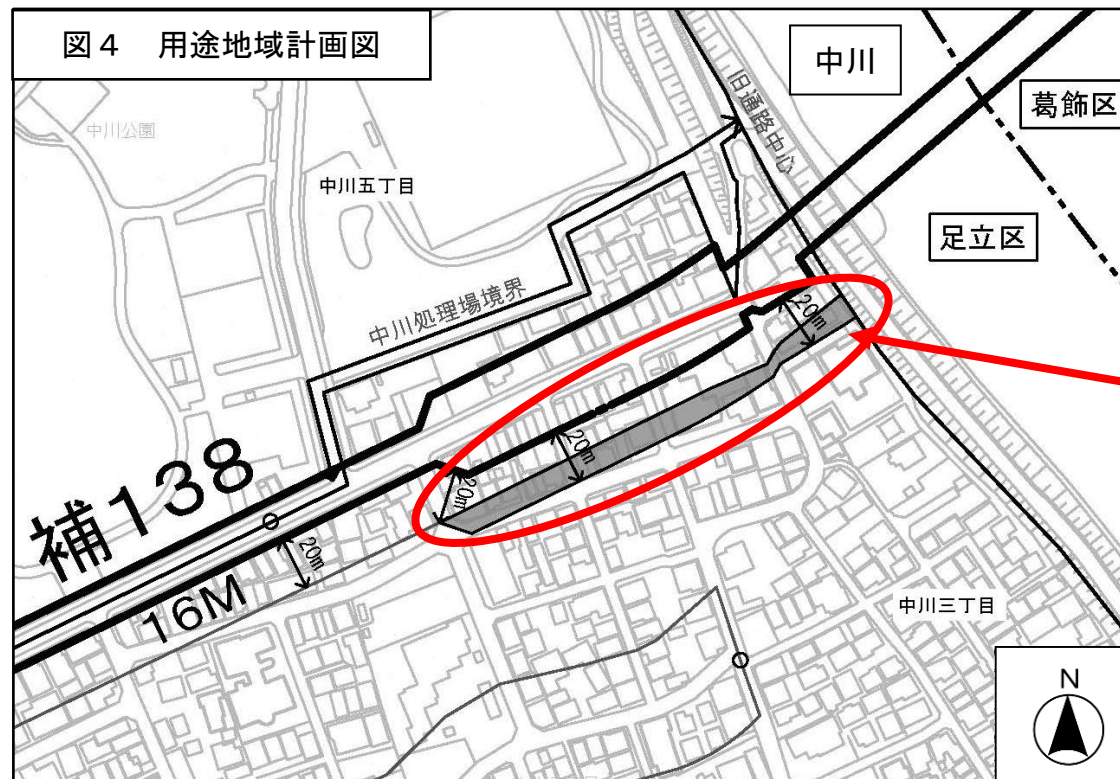 図4 用途地域計画図
中川
葛飾区
旧通路中心
中川公園
中川五丁目
足立区
中川処理場境界
20m
20m
20m
補138
20m
16M
中川三丁目
N